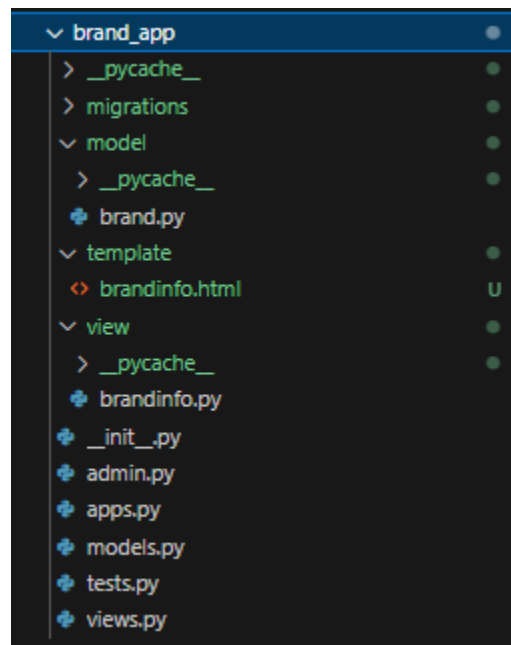 brand_app
__pycache__
migrations
model
__pycache__
brand.py
template
brandinfo.html U
view
__pycache__
brandinfo.py
__init__.py
admin.py
apps.py
models.py
tests.py
views.py